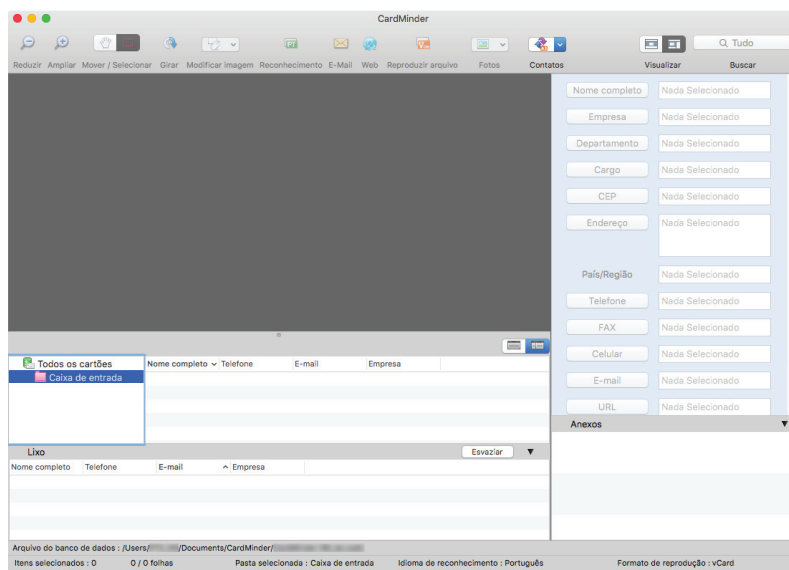 CardMinder
Tudo
Reduzir Ampliar Mover / Selecionar Girar Modificar imagem Reconhecimento E-Mail Web Reproduzir arquivo Fotos Contatos Visualizar Buscar
Nome completo Nada Selecionado
Empresa Nada Selecionado
Departamento Nada Selecionado
Cargo Nada Selecionado
CEP Nada Selecionado
Endereço Nada Selecionado
País/Região Nada Selecionado
Telefone Nada Selecionado
FAX Nada Selecionado
Celular Nada Selecionado
E-mail Nada Selecionado
URL Nada Selecionado
Anexos
Todos os cartões
Caixa de entrada
Nome completo Telefone E-mail Empresa
Lixo Esvaziar
Nome completo Telefone E-mail Empresa
Arquivo do banco de dados : /Users/ /Documents/CardMinder/
Itens selecionados : 0 0 / 0 folhas Pasta selecionada : Caixa de entrada Idioma de reconhecimento : Português Formato de reprodução : vCard